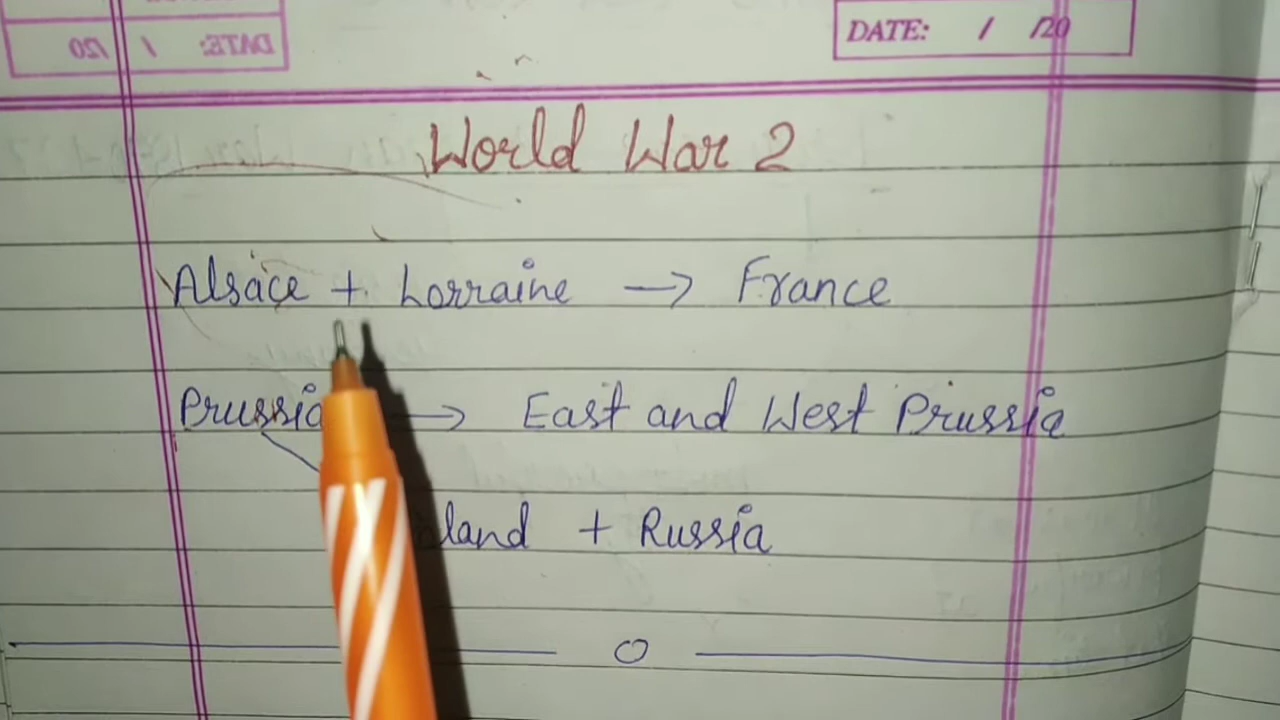 DATE: / /20
World War 2
Alsace + Lorraine → France
Prussia → East and West Prussia
land + Russia